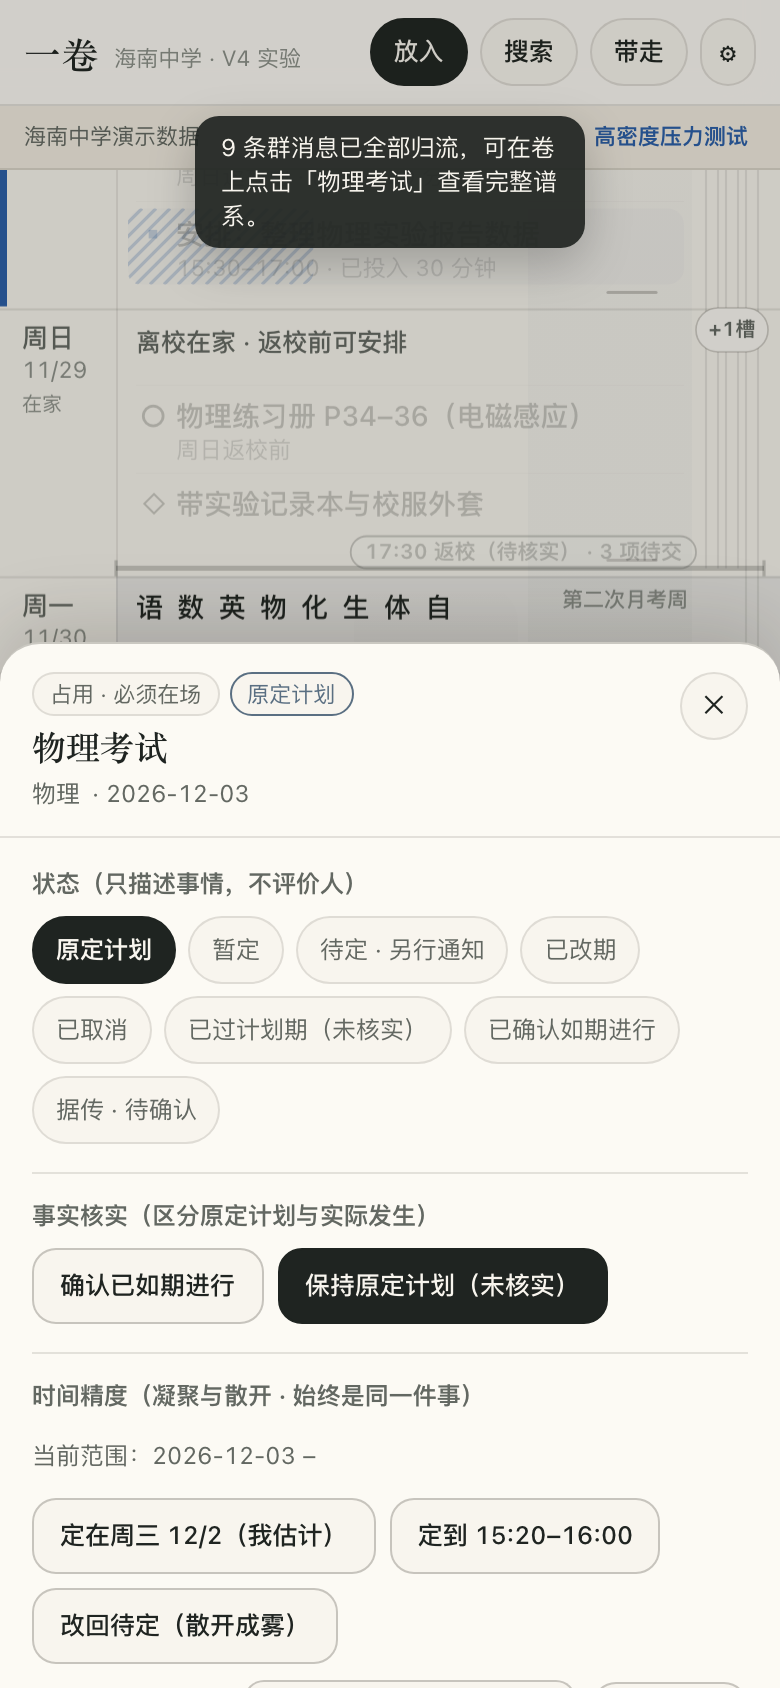 一卷 海南中学 · V4 实验 放入 搜索 带走
海南中学演示数据 高密度压力测试
9 条群消息已全部归流，可在卷
上点击「物理考试」查看完整谱
系。
15:30–17:00 · 已投入 30 分钟
周日
11/29
在家
离校在家 · 返校前可安排
+1槽
物理练习册 P34–36（电磁感应）
周日返校前
带实验记录本与校服外套
17:30 返校（待核实） · 3 项待交
周一
11/30
语 数 英 物 化 生 体 自
第二次月考周
占用 · 必须在场 原定计划
物理考试
物理 · 2026-12-03
状态（只描述事情，不评价人）
原定计划 暂定 待定 · 另行通知 已改期
已取消 已过计划期（未核实） 已确认如期进行
据传 · 待确认
事实核实（区分原定计划与实际发生）
确认已如期进行 保持原定计划（未核实）
时间精度（凝聚与散开 · 始终是同一件事）
当前范围：2026-12-03 –
定在周三 12/2（我估计） 定到 15:20–16:00
改回待定（散开成雾）